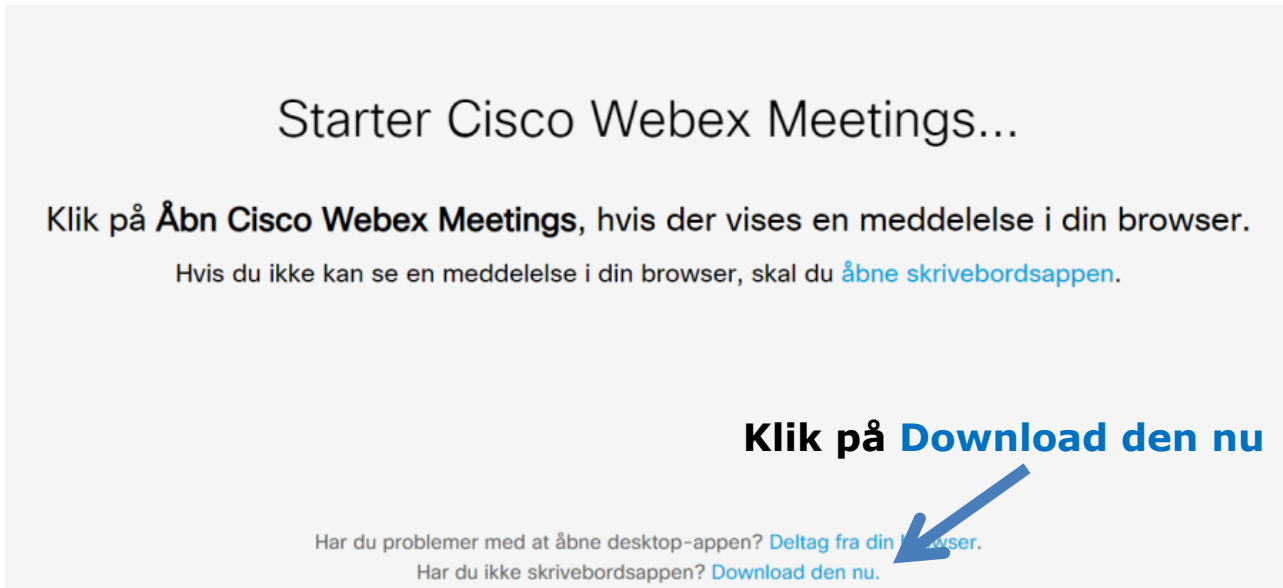 Starter Cisco Webex Meetings...
Klik på Åbn Cisco Webex Meetings, hvis der vises en meddelelse i din browser.
Hvis du ikke kan se en meddelelse i din browser, skal du åbne skrivebordsappen.
Klik på Download den nu
Har du problemer med at åbne desktop-appen? Deltag fra din browser.
Har du ikke skrivebordsappen? Download den nu.